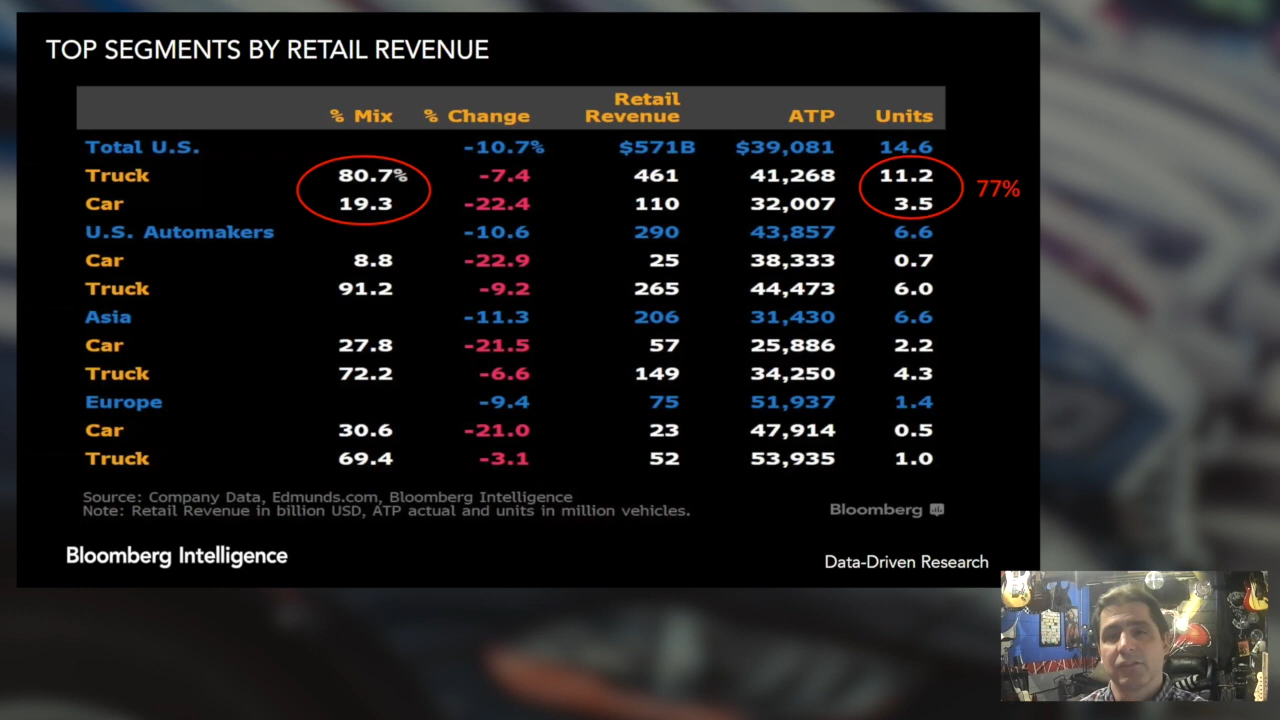 TOP SEGMENTS BY RETAIL REVENUE
% Mix % Change Retail Revenue ATP Units
Total U.S. -10.7% $571B $39,081 14.6
Truck 80.7% -7.4 461 41,268 11.2
77%
Car 19.3 -22.4 110 32,007 3.5
U.S. Automakers -10.6 290 43,857 6.6
Car 8.8 -22.9 25 38,333 0.7
Truck 91.2 -9.2 265 44,473 6.0
Asia -11.3 206 31,430 6.6
Car 27.8 -21.5 57 25,886 2.2
Truck 72.2 -6.6 149 34,250 4.3
Europe -9.4 75 51,937 1.4
Car 30.6 -21.0 23 47,914 0.5
Truck 69.4 -3.1 52 53,935 1.0
Source: Company Data, Edmunds.com, Bloomberg Intelligence
Note: Retail Revenue in billion USD, ATP actual and units in million vehicles.
Bloomberg
Bloomberg Intelligence
Data-Driven Research